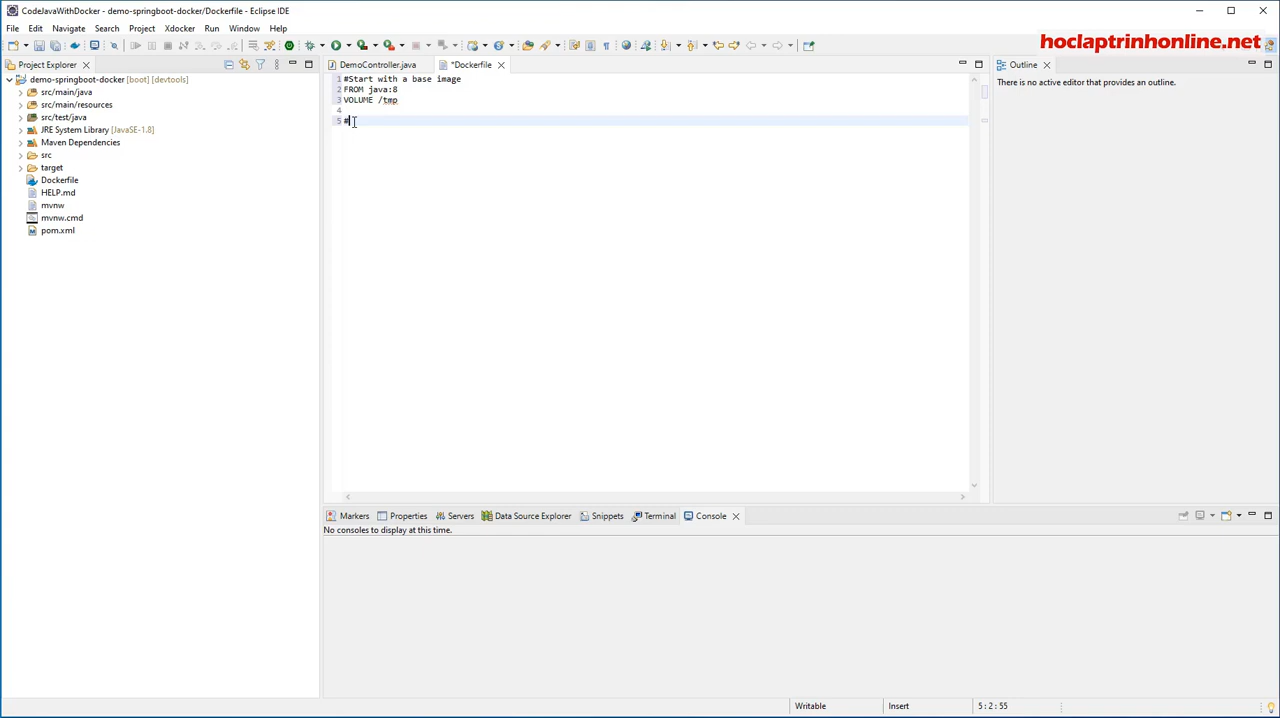 CodeJavaWithDocker - demo-springboot-docker/Dockerfile - Eclipse IDE
File Edit Navigate Search Project Xdocker Run Window Help
hoclaptrinhonline.net
Project Explorer
DemoController.java
*Dockerfile
Outline
demo-springboot-docker [boot] [devtools]
src/main/java
src/main/resources
src/test/java
JRE System Library [JavaSE-1.8]
Maven Dependencies
src
target
Dockerfile
HELP.md
mvnw
mvnw.cmd
pom.xml
1 #Start with a base image
2 FROM java:8
3 VOLUME /tmp
4
5 #
There is no active editor that provides an outline.
Markers Properties Servers Data Source Explorer Snippets Terminal Console
No consoles to display at this time.
Writable Insert 5:2:55